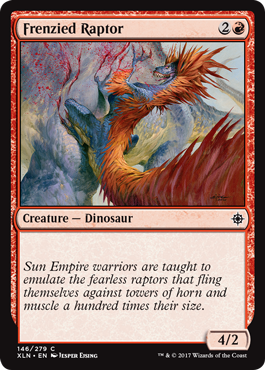 Frenzied Raptor 2
Creature — Dinosaur
Sun Empire warriors are taught to
emulate the fearless raptors that fling
themselves against towers of horn and
muscle a hundred times their size.
4/2
146/279 C
XLN • EN Jesper Ejsing
™ & © 2017 Wizards of the Coast